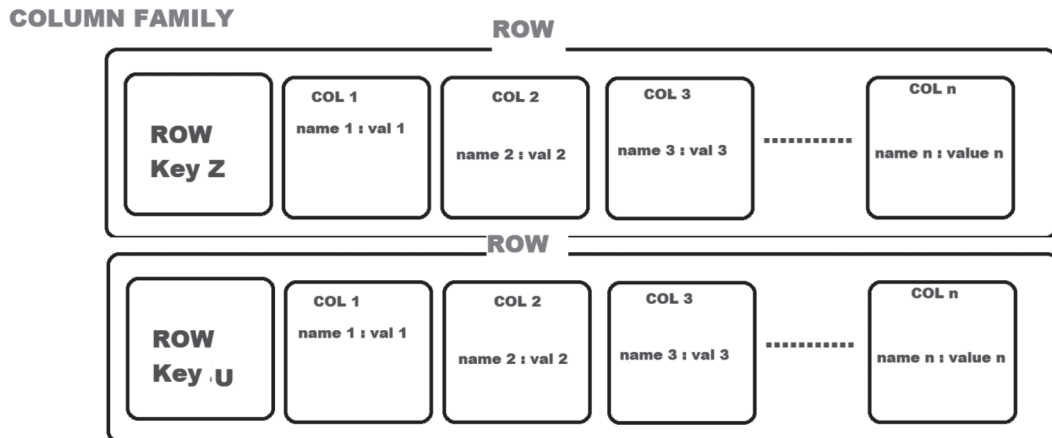 COLUMN FAMILY
ROW
ROW
Key Z
COL 1
name 1 : val 1
COL 2
name 2 : val 2
COL 3
name 3 : val 3
COL n
name n : value n
ROW
ROW
Key U
COL 1
name 1 : val 1
COL 2
name 2 : val 2
COL 3
name 3 : val 3
COL n
name n : value n